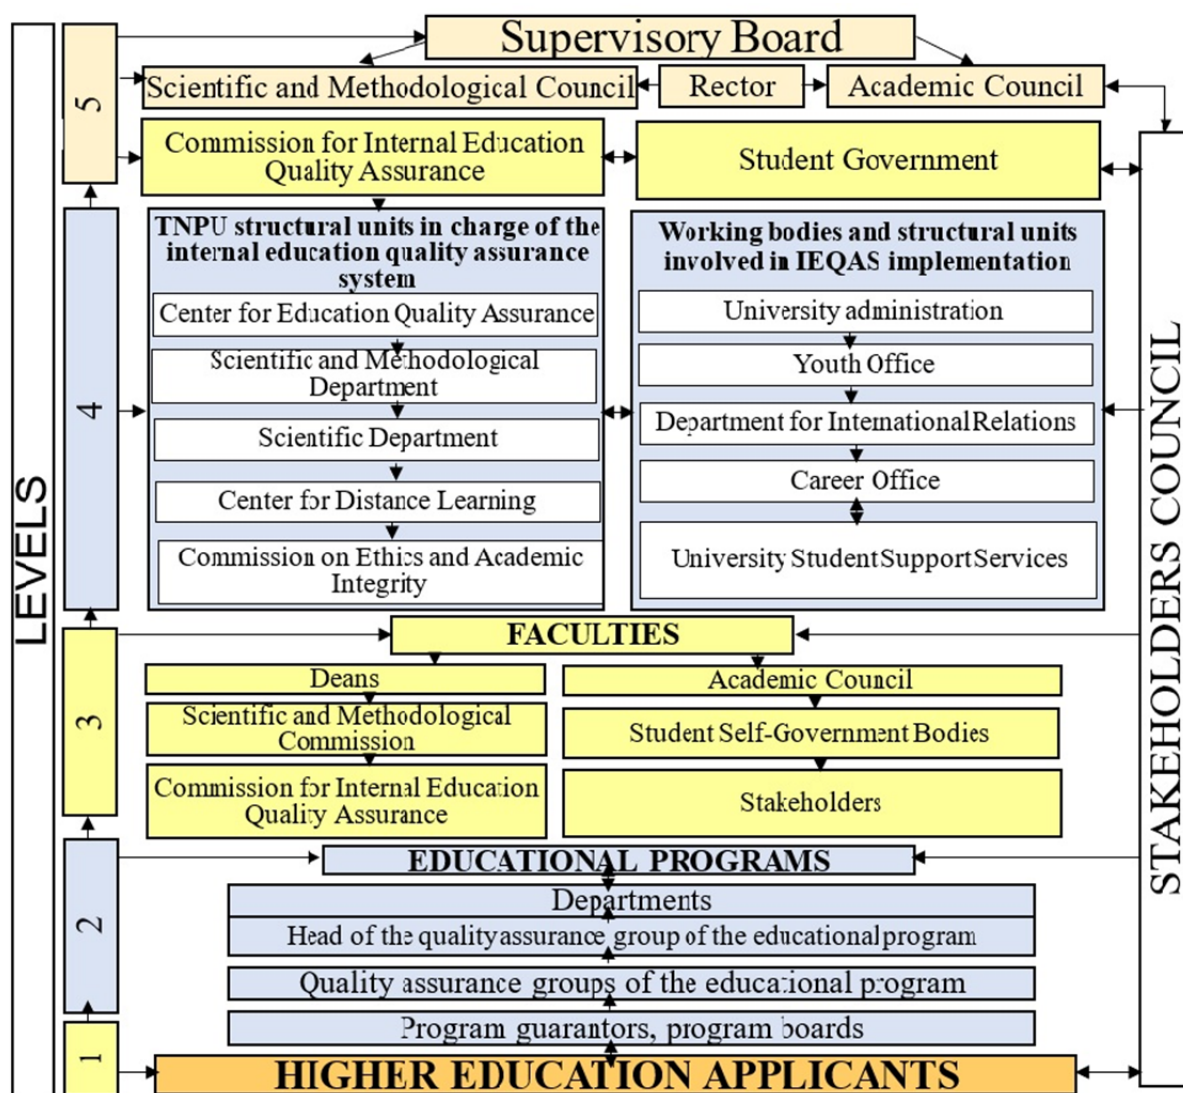 LEVELS
5
Supervisory Board
Scientific and Methodological Council
Rector
Academic Council
Commission for Internal Education
Quality Assurance
Student Government
4
TNPU structural units in charge of the
internal education quality assurance
system
Center for Education Quality Assurance
Scientific and Methodological
Department
Scientific Department
Center for Distance Learning
Commission on Ethics and Academic
Integrity
Working bodies and structural units
involved in IEQAS implementation
University administration
Youth Office
Department for International Relations
Career Office
University Student Support Services
3
FACULTIES
Deans
Scientific and Methodological
Commission
Commission for Internal Education
Quality Assurance
Academic Council
Student Self-Government Bodies
Stakeholders
2
EDUCATIONAL PROGRAMS
Departments
Head of the quality assurance group of the educational program
Quality assurance groups of the educational program
Program guarantors, program boards
1
HIGHER EDUCATION APPLICANTS
STAKEHOLDERS COUNCIL